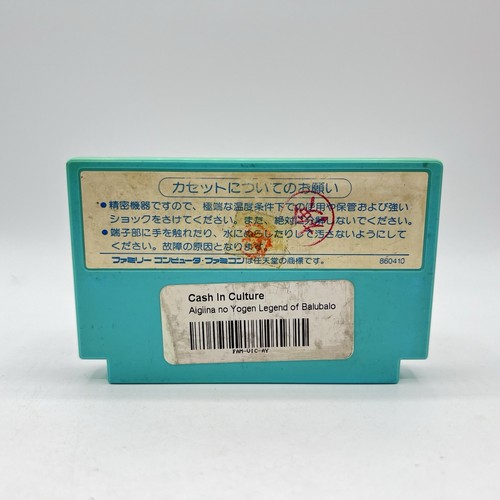 カセットについてのお願い
●精密機器ですので、極端な温度条件下での使用や保管および強い
ショックをさけてください。また、絶対に分解しないでください。
●端子部に手を触れたり、水にぬらしたりして汚さないようにして
ください。故障の原因となります。
ファミリーコンピュータ・ファミコンは任天堂の商標です。 860410
Cash In Culture
Aigiina no Yogen Legend of Balubalo
FAM-VIC-AY